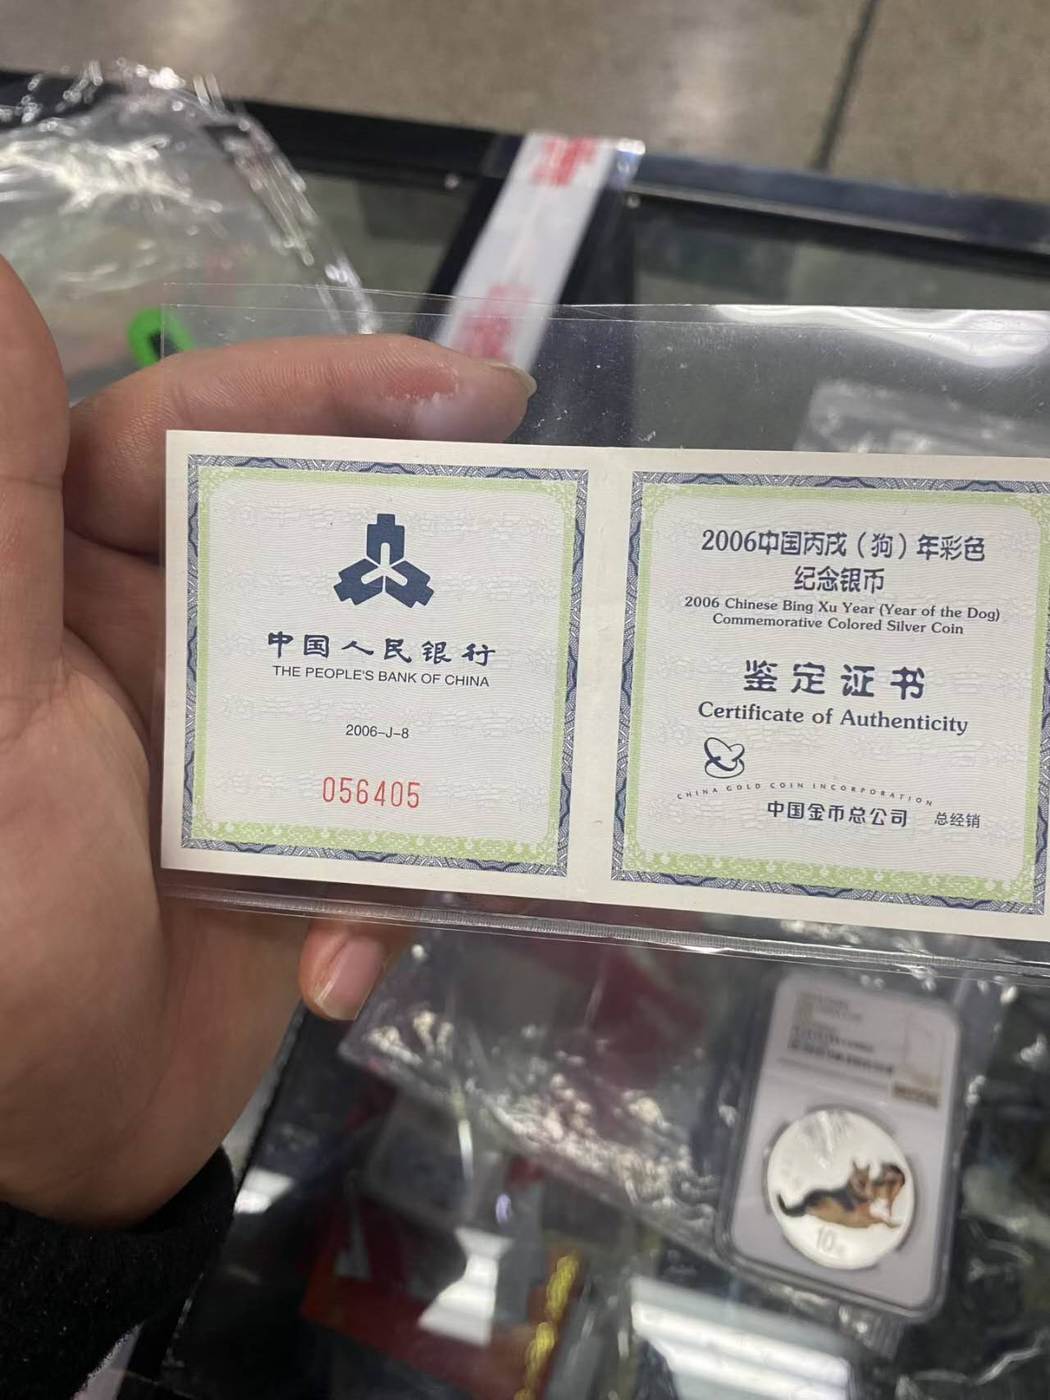 中国人民银行
THE PEOPLE'S BANK OF CHINA
2006-J-8
056405
2006中国丙戌（狗）年彩色
纪念银币
2006 Chinese Bing Xu Year (Year of the Dog)
Commemorative Colored Silver Coin
鉴定证书
Certificate of Authenticity
CHINA GOLD COIN INCORPORATION
中国金币总公司 总经销
10元